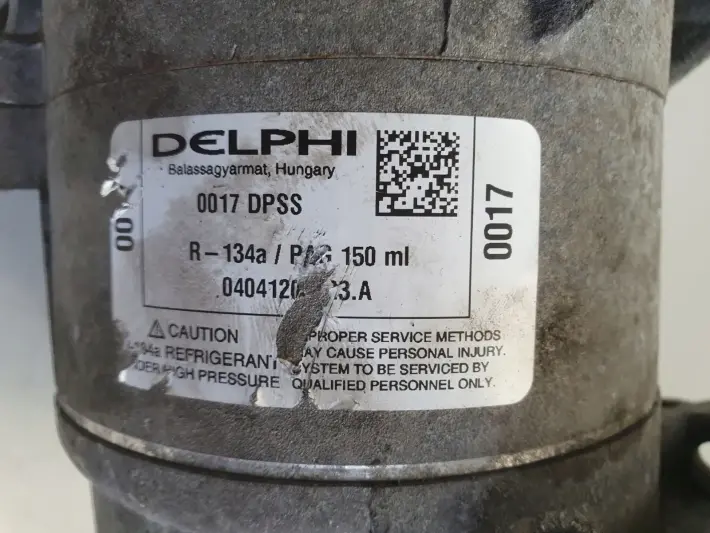 DELPHI
Balassagyarmat, Hungary
0017 DPSS
R-134a / PAG 150 ml
00
0017
⚠ CAUTION
REFRIGERANT
HIGH PRESSURE
SERVICE METHODS
MAY CAUSE PERSONAL INJURY.
SYSTEM TO BE SERVICED BY
QUALIFIED PERSONNEL ONLY.